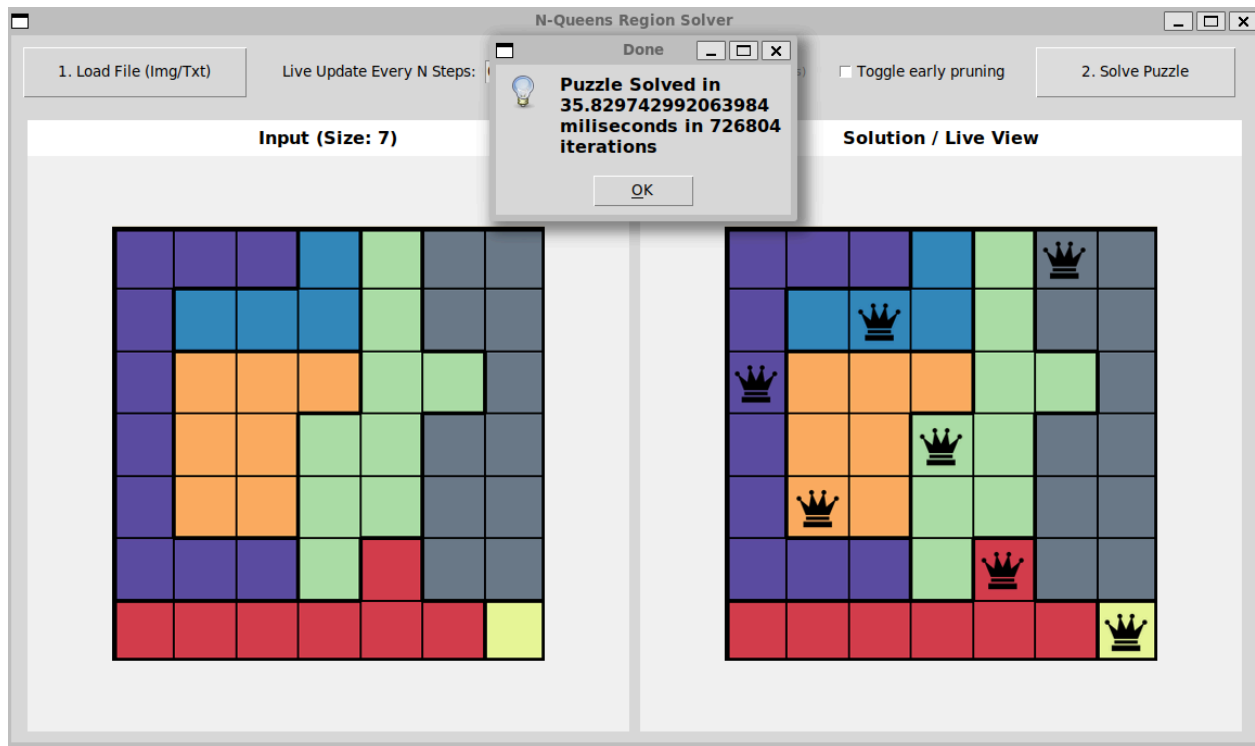 N-Queens Region Solver
Done
1. Load File (Img/Txt)
Live Update Every N Steps:
Toggle early pruning
2. Solve Puzzle
Puzzle Solved in
35.829742992063984
miliseconds in 726804
iterations
OK
Input (Size: 7)
Solution / Live View